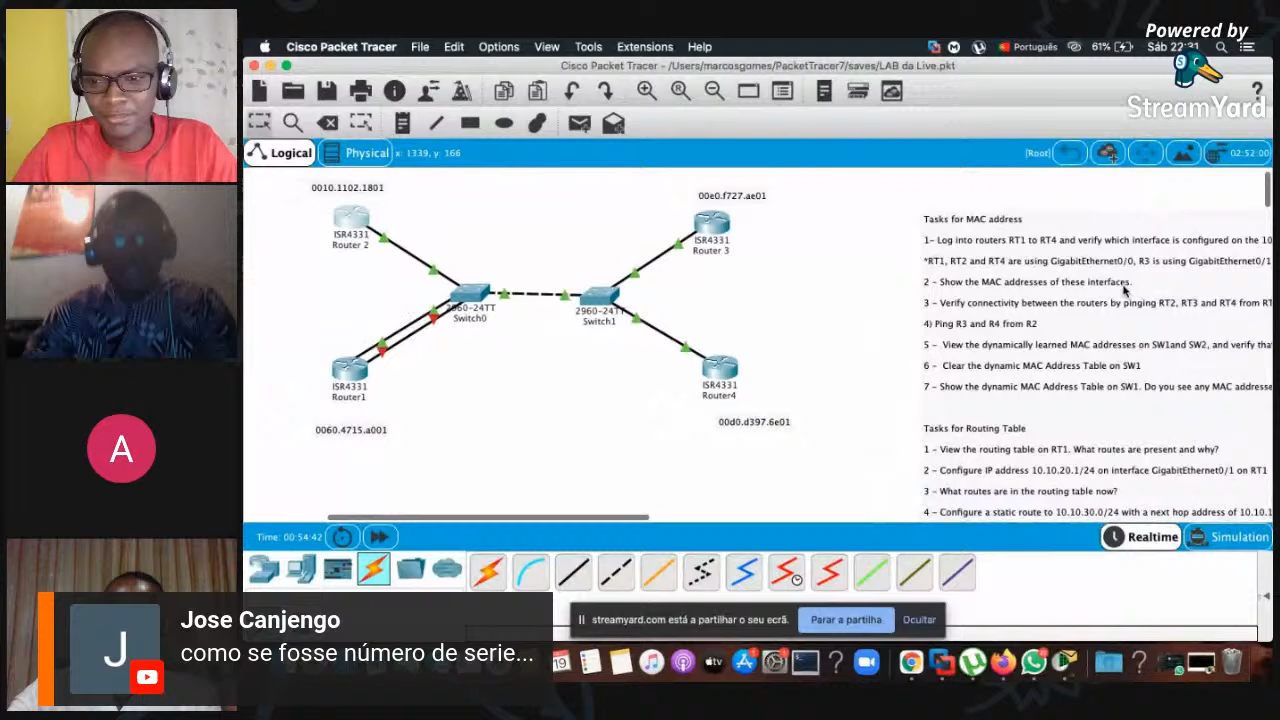 Powered by
StreamYard
Cisco Packet Tracer File Edit Options View Tools Extensions Help
Português 61% Sáb 22:31
Cisco Packet Tracer - /Users/marcosgomes/PacketTracer7/saves/LAB da Live.pkt
Logical Physical x: 1339, y: 166 [Root] 02:52:00
0010.1102.1801
ISR4331
Router 2
00e0.f727.ae01
ISR4331
Router 3
2960-24TT
Switch0
2960-24TT
Switch1
ISR4331
Router1
0060.4715.a001
ISR4331
Router4
00d0.d397.6e01
Tasks for MAC address
1- Log into routers RT1 to RT4 and verify which interface is configured on the 10
*RT1, RT2 and RT4 are using GigabitEthernet0/0, R3 is using GigabitEthernet0/1
2 - Show the MAC addresses of these interfaces.
3 - Verify connectivity between the routers by pinging RT2, RT3 and RT4 from RT
4) Ping R3 and R4 from R2
5 - View the dynamically learned MAC addresses on SW1and SW2, and verify tha
6 - Clear the dynamic MAC Address Table on SW1
7 - Show the dynamic MAC Address Table on SW1. Do you see any MAC addresse
Tasks for Routing Table
1 - View the routing table on RT1. What routes are present and why?
2 - Configure IP address 10.10.20.1/24 on interface GigabitEthernet0/1 on RT1
3 - What routes are in the routing table now?
4 - Configure a static route to 10.10.30.0/24 with a next hop address of 10.10.1
Time: 00:54:42 Realtime Simulation
A
J
Jose Canjengo
como se fosse número de serie...
streamyard.com está a partilhar o seu ecrã. Parar a partilha Ocultar
19